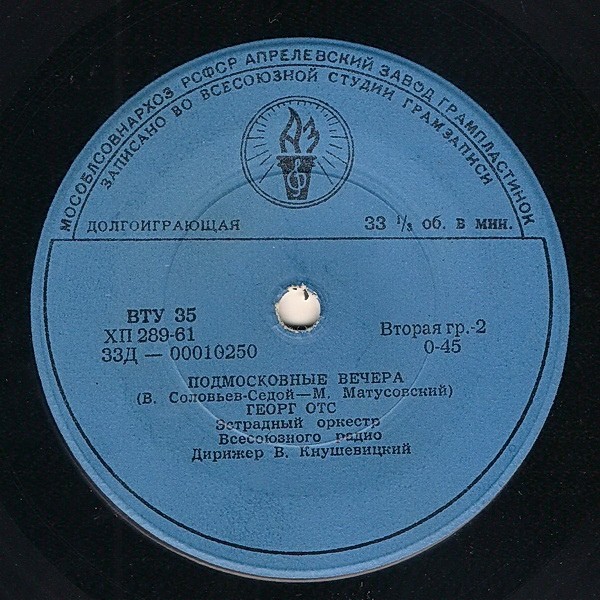 МОСОБЛСОВНАРХОЗ РСФСР АПРЕЛЕВСКИЙ ЗАВОД ГРАМПЛАСТИНОК
ЗАПИСАНО ВО ВСЕСОЮЗНОЙ СТУДИИ ГРАМЗАПИСИ
АЗ
ДОЛГОИГРАЮЩАЯ 33 ⅓ об. в мин.
ВТУ 35
ХП 289-61 Вторая гр.-2
33Д — 00010250 0-45
ПОДМОСКОВНЫЕ ВЕЧЕРА
(В. Соловьев-Седой—М. Матусовский)
ГЕОРГ ОТС
Эстрадный оркестр
Всесоюзного радио
Дирижер В. Кнушевицкий